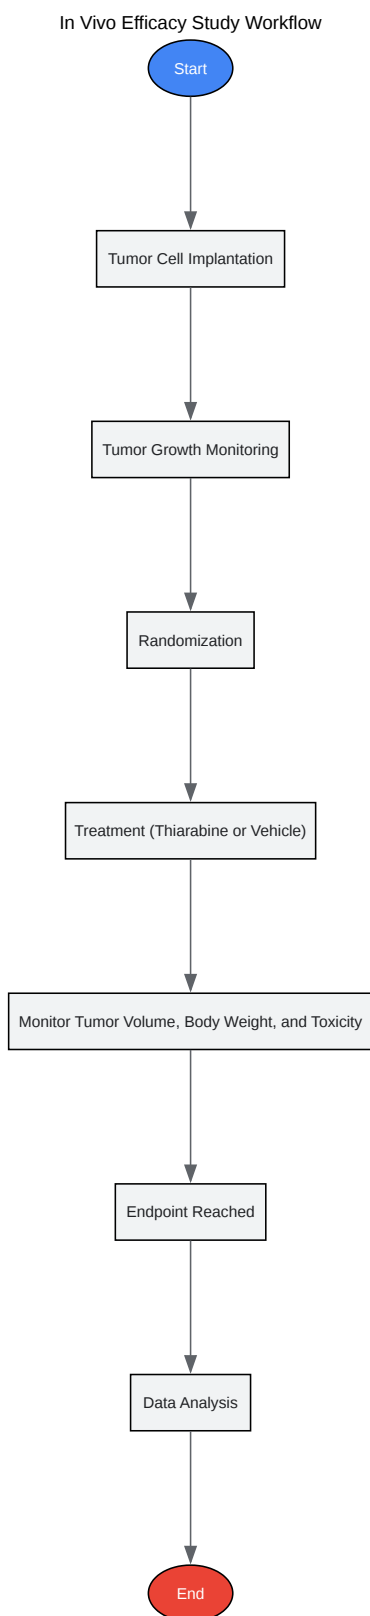 In Vivo Efficacy Study Workflow
Start
Tumor Cell Implantation
Tumor Growth Monitoring
Randomization
Treatment (Thiarabine or Vehicle)
Monitor Tumor Volume, Body Weight, and Toxicity
Endpoint Reached
Data Analysis
End